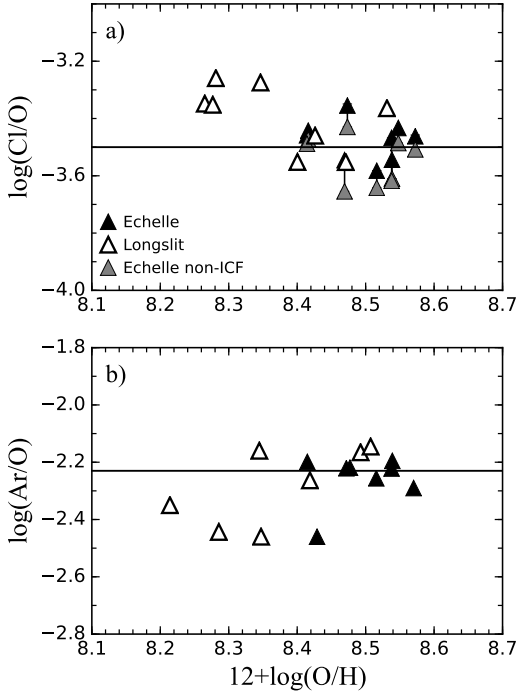 a)
−3.2
−3.6
−4.0
log(Cl/O)
Echelle
Longslit
Echelle non-ICF
8.1 8.2 8.3 8.4 8.5 8.6 8.7
b)
−1.8
−2.0
−2.2
−2.4
−2.6
−2.8
log(Ar/O)
8.1 8.2 8.3 8.4 8.5 8.6 8.7
12+log(O/H)